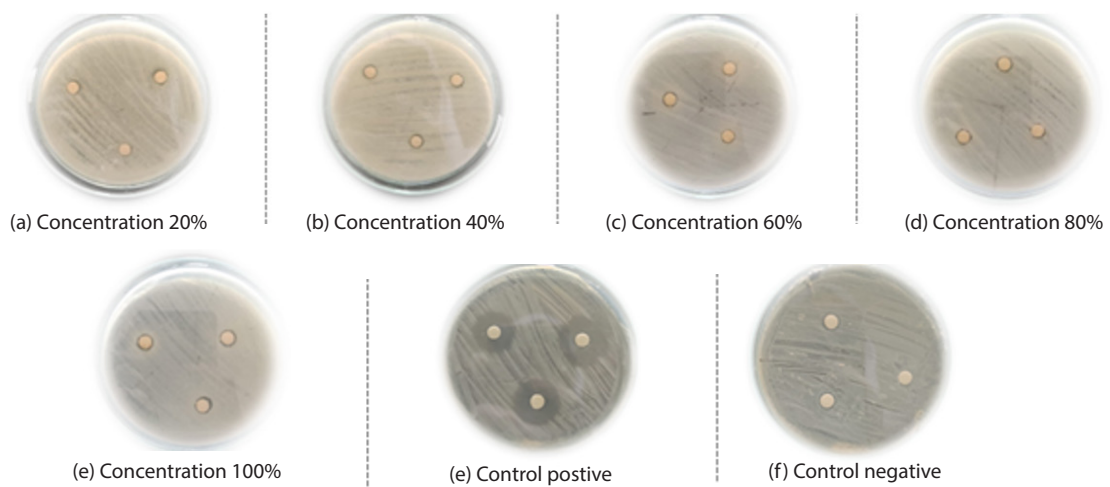 (a) Concentration 20%
(b) Concentration 40%
(c) Concentration 60%
(d) Concentration 80%
(e) Concentration 100%
(e) Control postive
(f) Control negative